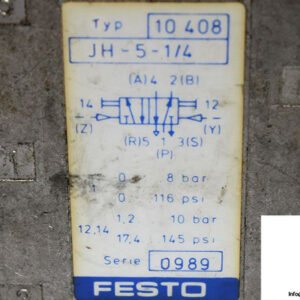 Typ 10 408
JH-5-1/4
(A)4 2(B)
14 12
(Z) (Y)
(R)5 1 3(S)
(P)
1 0 8 bar
0 116 psi
12,14 1,2 10 bar
17,4 145 psi
Serie 0989
FESTO